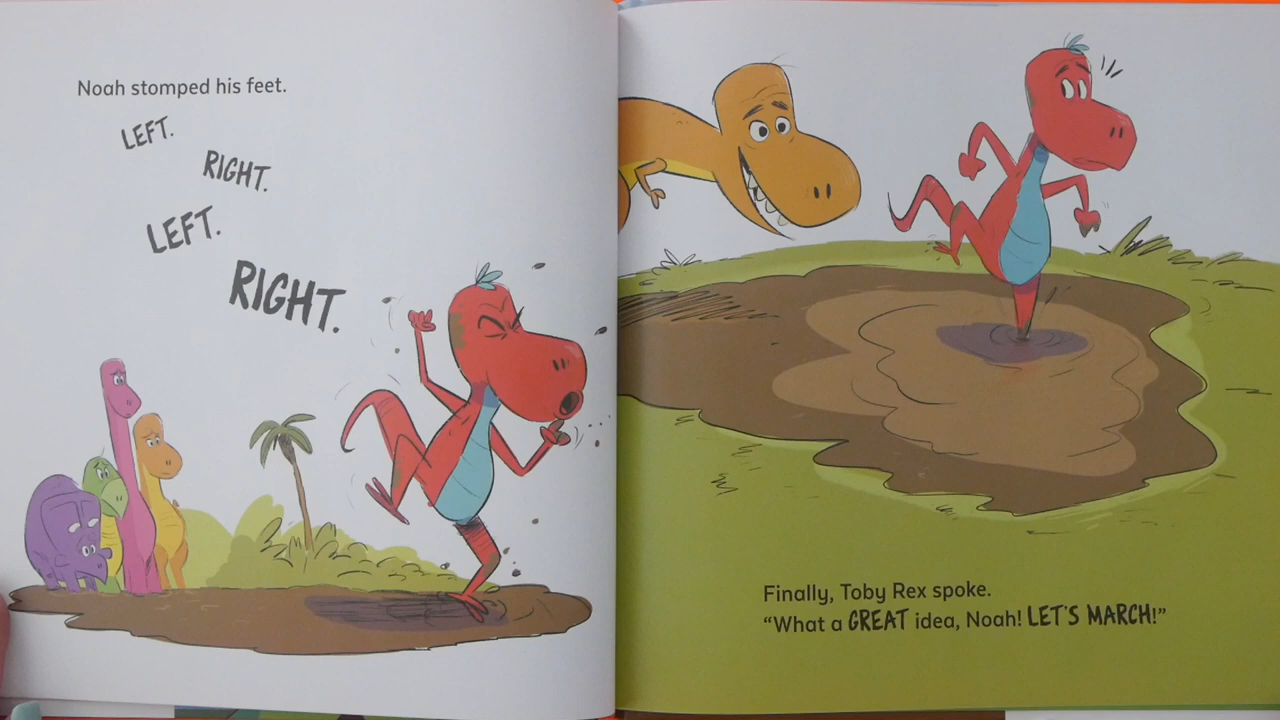 Noah stomped his feet.
LEFT.
RIGHT.
LEFT.
RIGHT.
Finally, Toby Rex spoke.
“What a GREAT idea, Noah! LET'S MARCH!”